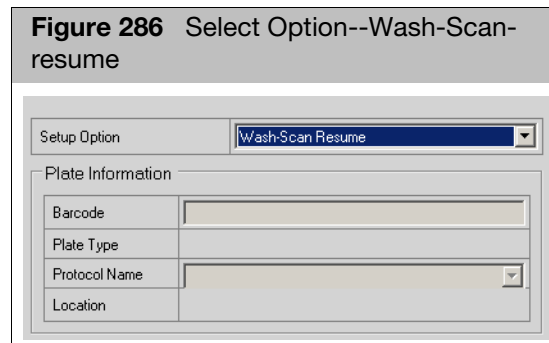 Figure 286 Select Option--Wash-Scan-
resume
Setup Option Wash-Scan Resume
Plate Information
Barcode
Plate Type
Protocol Name
Location